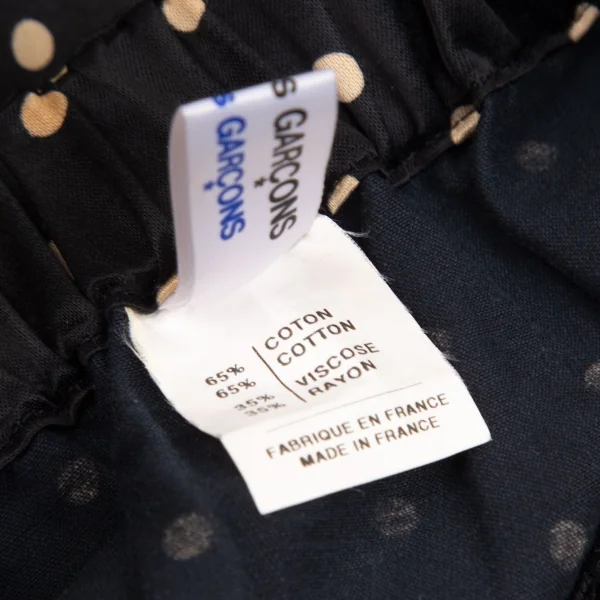 S GARÇONS
S GARÇONS
COTON
65% COTTON
65% VISCOSE
35% RAYON
35%
FABRIQUE EN FRANCE
MADE IN FRANCE